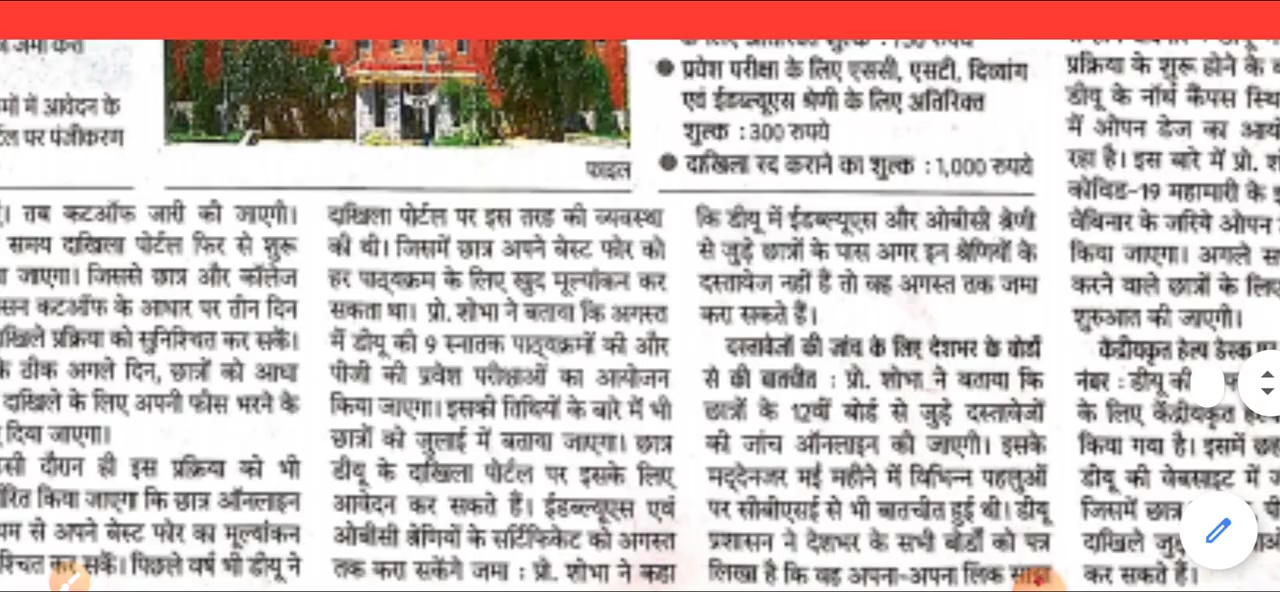 मों में आवेदन के
र्टल पर पंजीकरण
फाइल
● प्रवेश परीक्षा के लिए एससी, एसटी, दिव्यांग
एवं ईडब्ल्यूएस श्रेणी के लिए अतिरिक्त
शुल्क : 300 रुपये
● दाखिला रद कराने का शुल्क : 1,000 रुपये
। तब कटऑफ जारी की जाएगी।
समय दाखिला पोर्टल फिर से शुरू
जाएगा। जिससे छात्र और कॉलेज
सन कटऑफ के आधार पर तीन दिन
ाखिले प्रक्रिया को सुनिश्चित कर सकें।
के ठीक अगले दिन, छात्रों को आधा
दाखिले के लिए अपनी फीस भरने के
दिया जाएगा।
सी दौरान ही इस प्रक्रिया को भी
रित किया जाएगा कि छात्र ऑनलाइन
यम से अपने बेस्ट फोर का मूल्यांकन
श्चित कर सकें। पिछले वर्ष भी डीयू ने
दाखिला पोर्टल पर इस तरह की व्यवस्था
की थी। जिसमें छात्र अपने बेस्ट फोर को
हर पाठ्यक्रम के लिए खुद मूल्यांकन कर
सकता था। प्रो. शोभा ने बताया कि अगस्त
में डीयू की 9 स्नातक पाठ्यक्रमों की और
पीजी की प्रवेश परीक्षाओं का आयोजन
किया जाएगा। इसकी तिथियों के बारे में भी
छात्रों को जुलाई में बताया जाएगा। छात्र
डीयू के दाखिला पोर्टल पर इसके लिए
आवेदन कर सकते हैं। ईडब्ल्यूएस एवं
ओबीसी श्रेणियों के सर्टिफिकेट को अगस्त
तक करा सकेंगे जमा : प्रो. शोभा ने कहा
कि डीयू में ईडब्ल्यूएस और ओबीसी श्रेणी
से जुड़े छात्रों के पास अगर इन श्रेणियों के
दस्तावेज नहीं हैं तो वह अगस्त तक जमा
करा सकते हैं।
दस्तावेजों की जांच के लिए देशभर के बोर्डों
से की बातचीत : प्रो. शोभा ने बताया कि
छात्रों के 12वीं बोर्ड से जुड़े दस्तावेजों
की जांच ऑनलाइन की जाएगी। इसके
मद्देनजर मई महीने में विभिन्न पहलुओं
पर सीबीएसई से भी बातचीत हुई थी। डीयू
प्रशासन ने देशभर के सभी बोर्डों को पत्र
लिखा है कि वह अपना-अपना लिंक साझा
प्रक्रिया के शुरू होने के
डीयू के नॉर्थ कैंपस स्थि
में ओपन डेज का आयो
रहा है। इस बारे में प्रो. शो
कोविड-19 महामारी के
वेबिनार के जरिये ओपन
किया जाएगा। अगले
करने वाले छात्रों के लिए
शुरुआत की जाएगी।
केंद्रीयकृत हेल्प डेस्क
नंबर : डीयू की
के लिए केंद्रीयकृत
किया गया है। इसमें
डीयू की वेबसाइट में
जिसमें छात्र
दाखिले जुड़
कर सकते हैं।